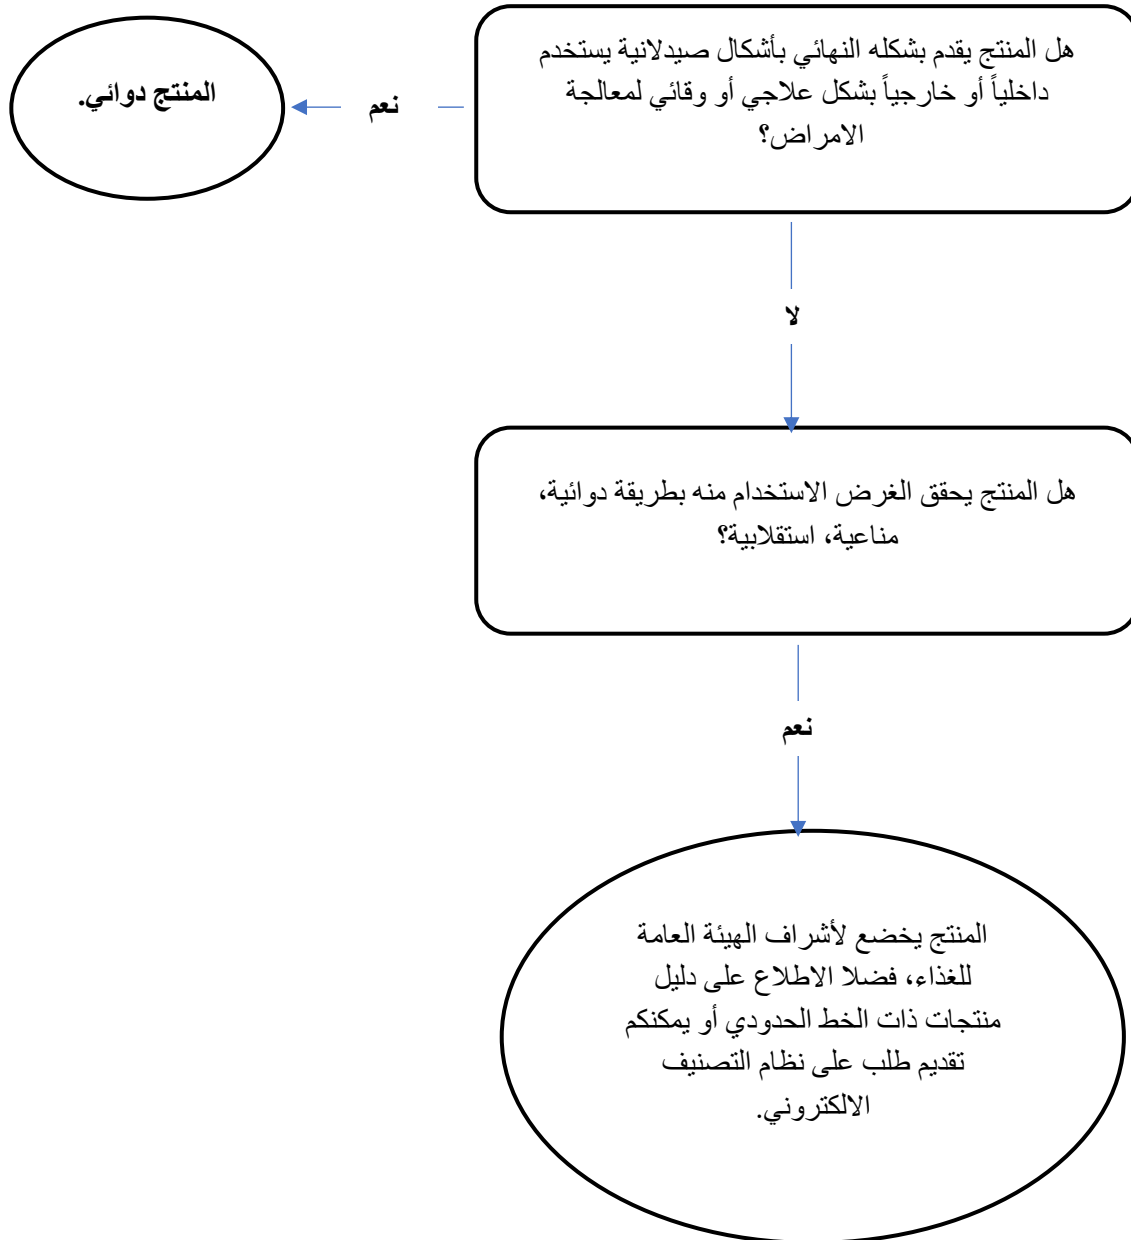 هل المنتج يقدم بشكله النهائي بأشكال صيدلانية يستخدم
داخلياً أو خارجياً بشكل علاجي أو وقائي لمعالجة
الامراض؟
نعم
المنتج دوائي.
لا
هل المنتج يحقق الغرض الاستخدام منه بطريقة دوائية،
مناعية، استقلابية؟
نعم
المنتج يخضع لأشراف الهيئة العامة
للغذاء، فضلا الاطلاع على دليل
منتجات ذات الخط الحدودي أو يمكنكم
تقديم طلب على نظام التصنيف
الالكتروني.